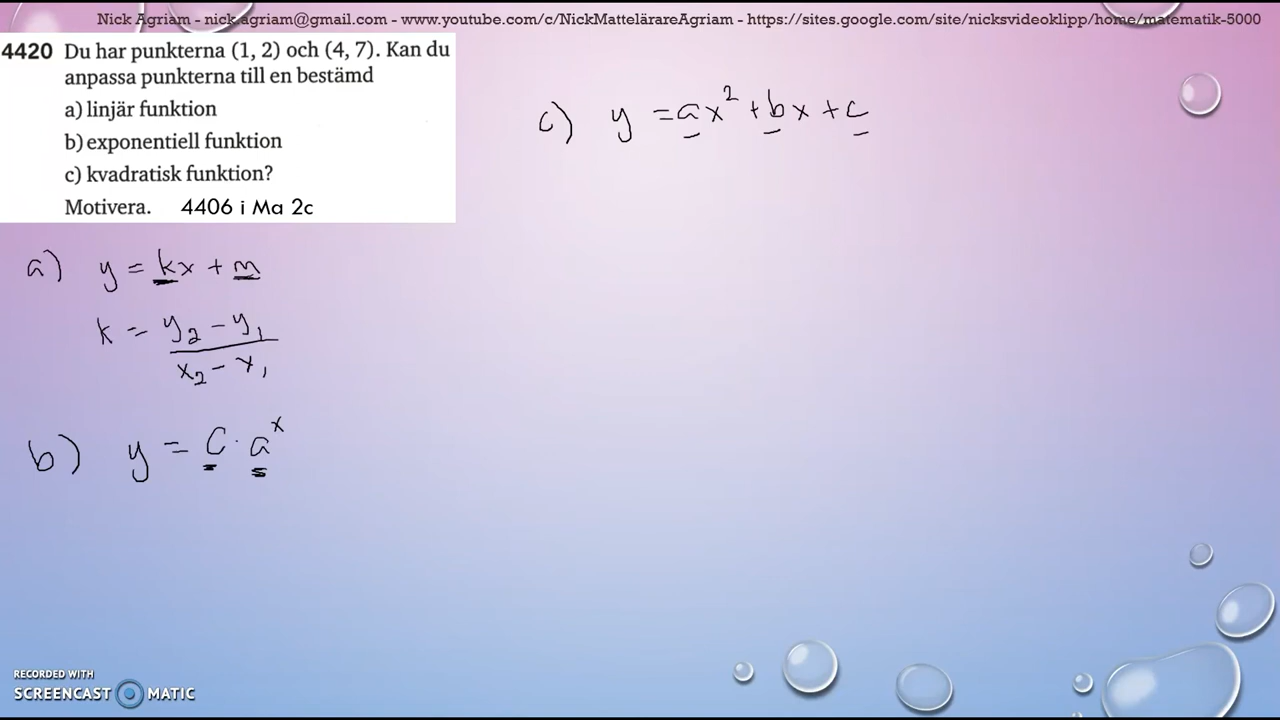 Nick Agriam - nick.agriam@gmail.com - www.youtube.com/c/NickMattelärareAgriam - https://sites.google.com/site/nicksvideoklipp/home/matematik-5000
4420 Du har punkterna (1, 2) och (4, 7). Kan du
anpassa punkterna till en bestämd
a) linjär funktion
b) exponentiell funktion
c) kvadratisk funktion?
Motivera. 4406 i Ma 2c
a) y = kx + m
k = y₂ - y₁
x₂ - x₁
b) y = C · aˣ
c) y = ax² + bx + c
RECORDED WITH
SCREENCAST MATIC